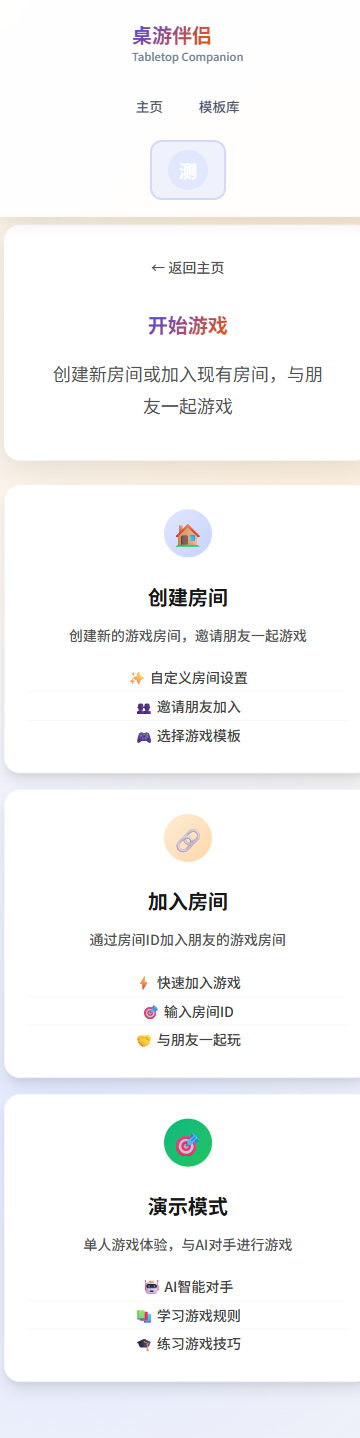 桌游伴侣
Tabletop Companion
主页 模板库
测
← 返回主页
开始游戏
创建新房间或加入现有房间，与朋
友一起游戏
创建房间
创建新的游戏房间，邀请朋友一起游戏
✨ 自定义房间设置
👥 邀请朋友加入
🎮 选择游戏模板
加入房间
通过房间ID加入朋友的游戏房间
⚡ 快速加入游戏
🎯 输入房间ID
🤝 与朋友一起玩
演示模式
单人游戏体验，与AI对手进行游戏
🤖 AI智能对手
📚 学习游戏规则
🎓 练习游戏技巧